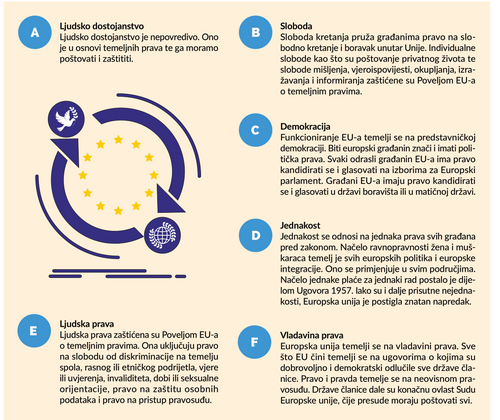 A
Ljudsko dostojanstvo
Ljudsko dostojanstvo je nepovredivo. Ono
je u osnovi temeljnih prava te ga moramo
poštovati i zaštititi.
B
Sloboda
Sloboda kretanja pruža građanima pravo na slo-
bodno kretanje i boravak unutar Unije. Individualne
slobode kao što su poštovanje privatnog života te
slobode mišljenja, vjeroispovijesti, okupljanja, izra-
žavanja i informiranja zaštićene su Poveljom EU-a
o temeljnim pravima.
C
Demokracija
Funkcioniranje EU-a temelji se na predstavničkoj
demokraciji. Biti europski građanin znači i imati poli-
tička prava. Svaki odrasli građanin EU-a ima pravo
kandidirati se i glasovati na izborima za Europski
parlament. Građani EU-a imaju pravo kandidirati
se i glasovati u državi boravišta ili u matičnoj državi.
D
Jednakost
Jednakost se odnosi na jednaka prava svih građana
pred zakonom. Načelo ravnopravnosti žena i muš-
karaca temelj je svih europskih politika i europske
integracije. Ono se primjenjuje u svim područjima.
Načelo jednake plaće za jednaki rad postalo je dije-
lom Ugovora 1957. Iako su i dalje prisutne nejedna-
kosti, Europska unija je postigla znatan napredak.
E
Ljudska prava
Ljudska prava zaštićena su Poveljom EU-a
o temeljnim pravima. Ona uključuju pravo
na slobodu od diskriminacije na temelju
spola, rasnog ili etničkog podrijetla, vjere
ili uvjerenja, invaliditeta, dobi ili seksualne
orijentacije, pravo na zaštitu osobnih
podataka i pravo na pristup pravosuđu.
F
Vladavina prava
Europska unija temelji se na vladavini prava. Sve
što EU čini temelji se na ugovorima o kojima su
dobrovoljno i demokratski odlučile sve države čla-
nice. Pravo i pravda temelje se na neovisnom pra-
vosuđu. Države članice dale su konačnu ovlast Sudu
Europske unije, čije presude moraju poštovati svi.